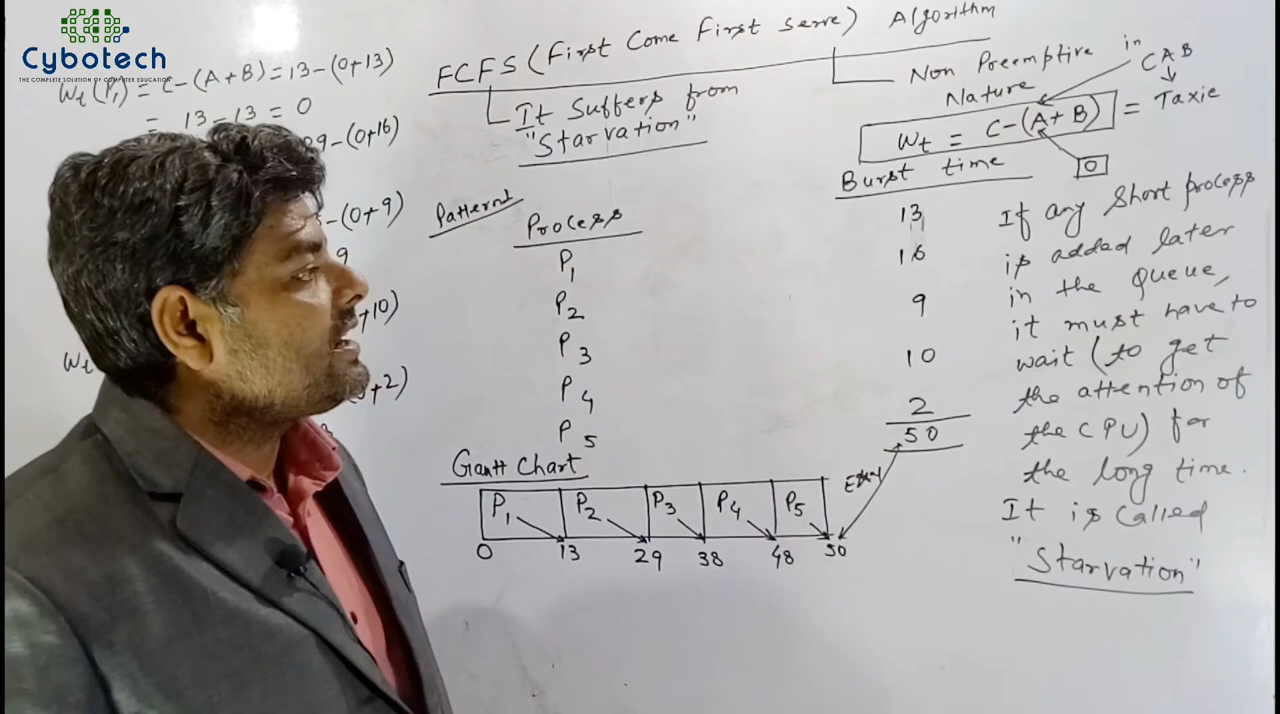 Cybotech
THE COMPLETE SOLUTION OF COMPUTER EDUCATION
Wt (P1) = C-(A+B) = 13-(0+13)
= 13-13 = 0
09-(0+16)
-(0+9)
9
+10)
Wt
+2)
FCFS (First Come First Serve) Algorithm
It Suffers from
"Starvation"
Non Preemptive
Nature
in
CAB
Wt = C-(A+B) = Taxie
0
Pattern1
Process
P1
P2
P3
P4
P5
Burst time
13
16
9
10
2
50
If any Short process
is added later
in the Queue,
it must have to
wait (to get
the attention of
the CPU) for
the long time.
It is called
"Starvation"
Gantt Chart
P1 P2 P3 P4 P5
0 13 29 38 48 50